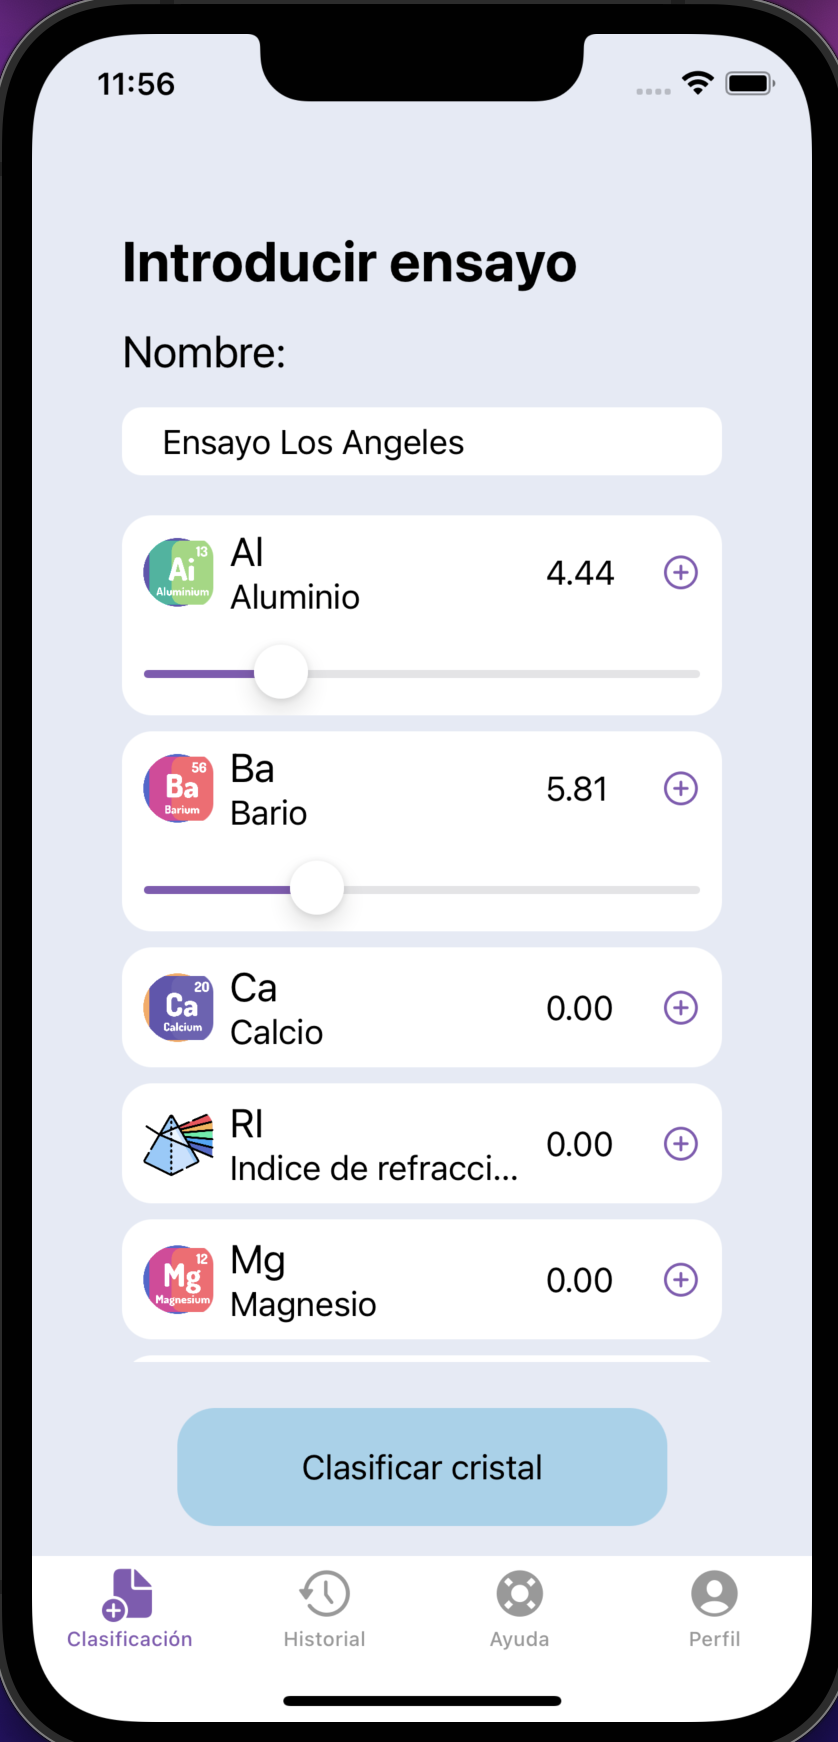 11:56
Introducir ensayo
Nombre:
Ensayo Los Angeles
13
Ai
Aluminium
Al
Aluminio
4.44
56
Ba
Barium
Ba
Bario
5.81
20
Ca
Calcium
Ca
Calcio
0.00
RI
Indice de refracci...
0.00
12
Mg
Magnesium
Mg
Magnesio
0.00
Clasificar cristal
Clasificación
Historial
Ayuda
Perfil